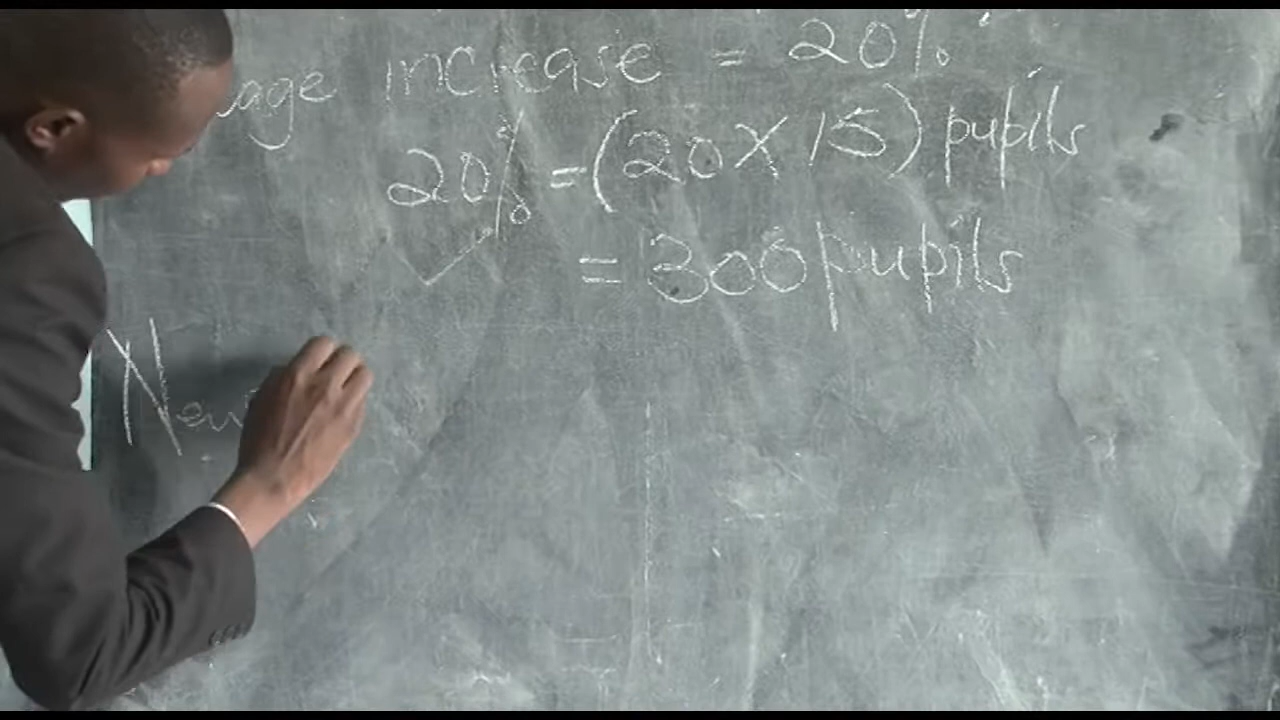 age increase = 20%
20% = (20 X 15) pupils
= 300 pupils
New